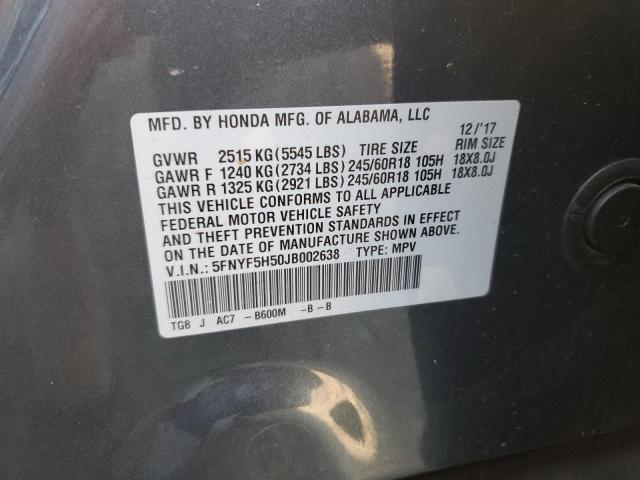 MFD. BY HONDA MFG. OF ALABAMA, LLC 12/'17
GVWR 2515 KG (5545 LBS) TIRE SIZE RIM SIZE
GAWR F 1240 KG (2734 LBS) 245/60R18 105H 18X8.0J
GAWR R 1325 KG (2921 LBS) 245/60R18 105H 18X8.0J
THIS VEHICLE CONFORMS TO ALL APPLICABLE
FEDERAL MOTOR VEHICLE SAFETY
AND THEFT PREVENTION STANDARDS IN EFFECT
ON THE DATE OF MANUFACTURE SHOWN ABOVE.
V.I.N.: 5FNYF5H50JB002638 TYPE: MPV
TG8 J AC7 -B600M -B-B